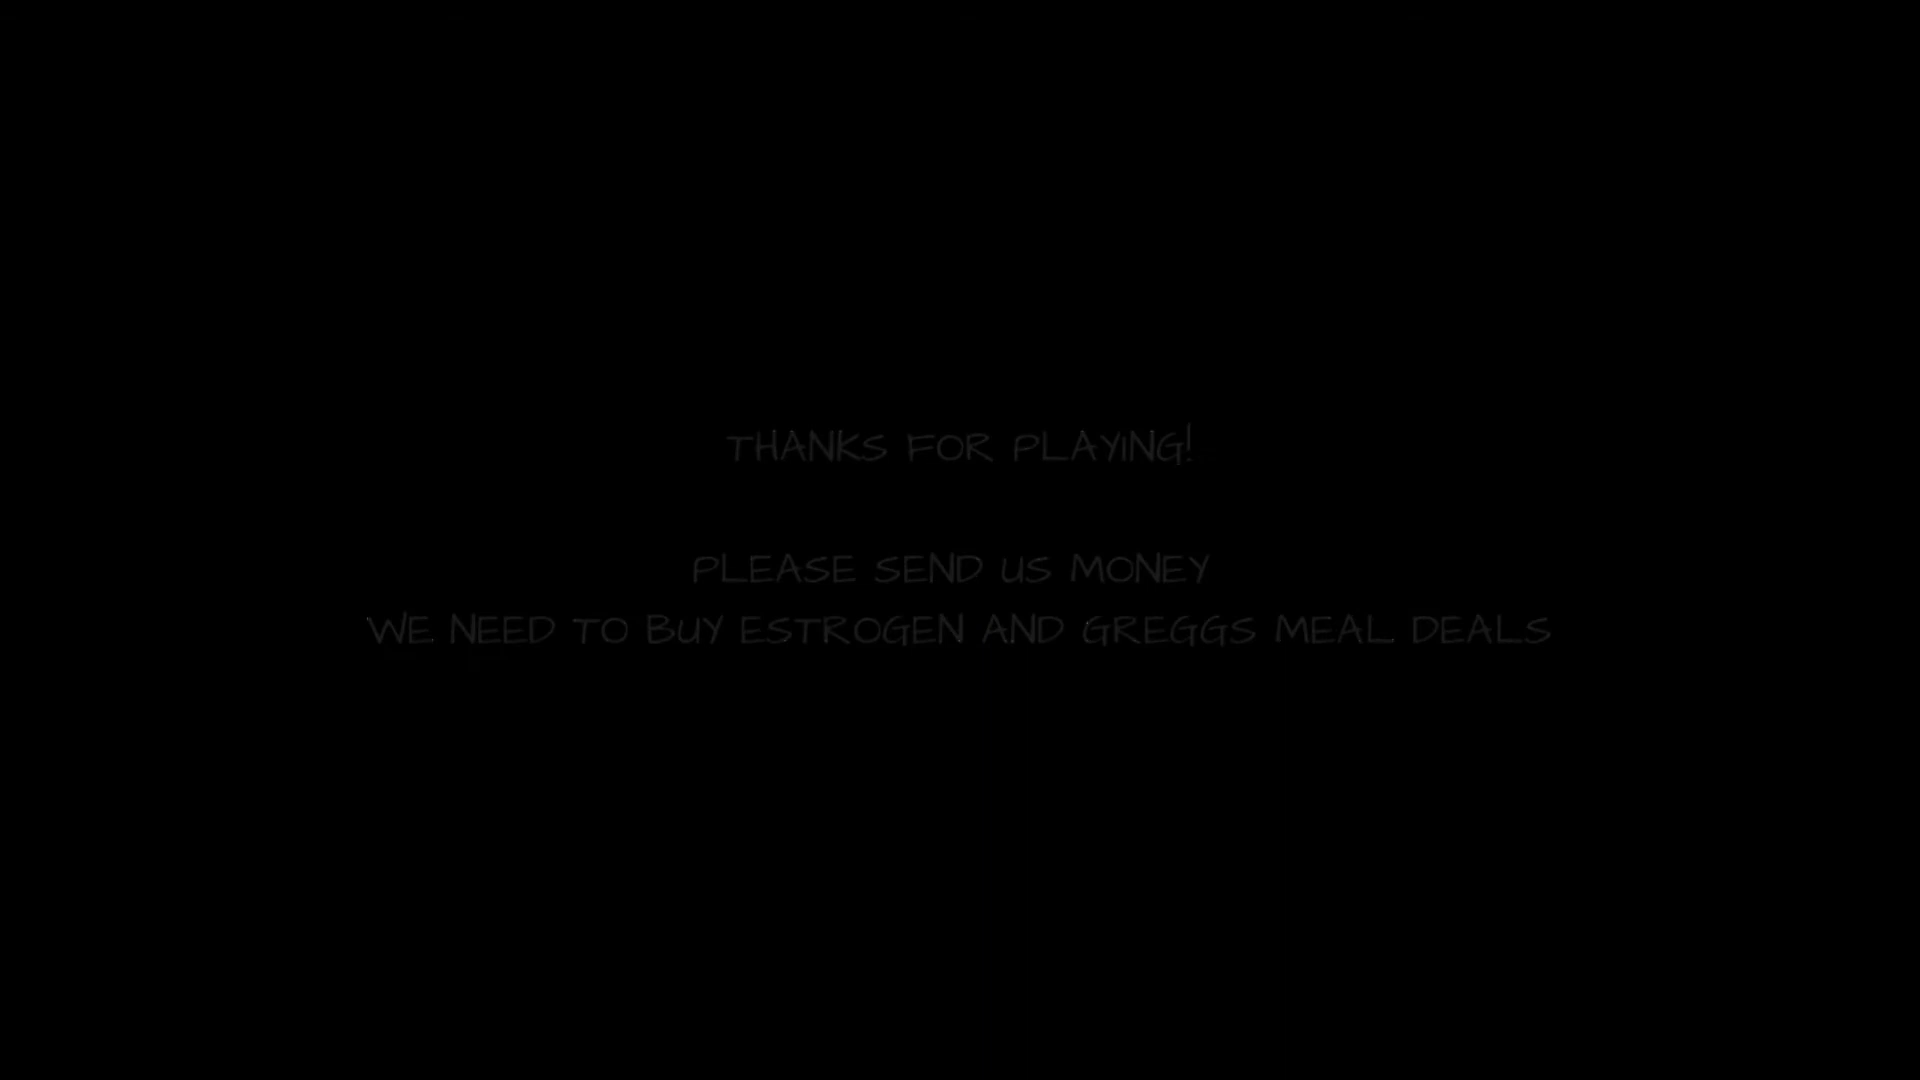 THANKS FOR PLAYING!
PLEASE SEND US MONEY
WE NEED TO BUY ESTROGEN AND GREGGS MEAL DEALS